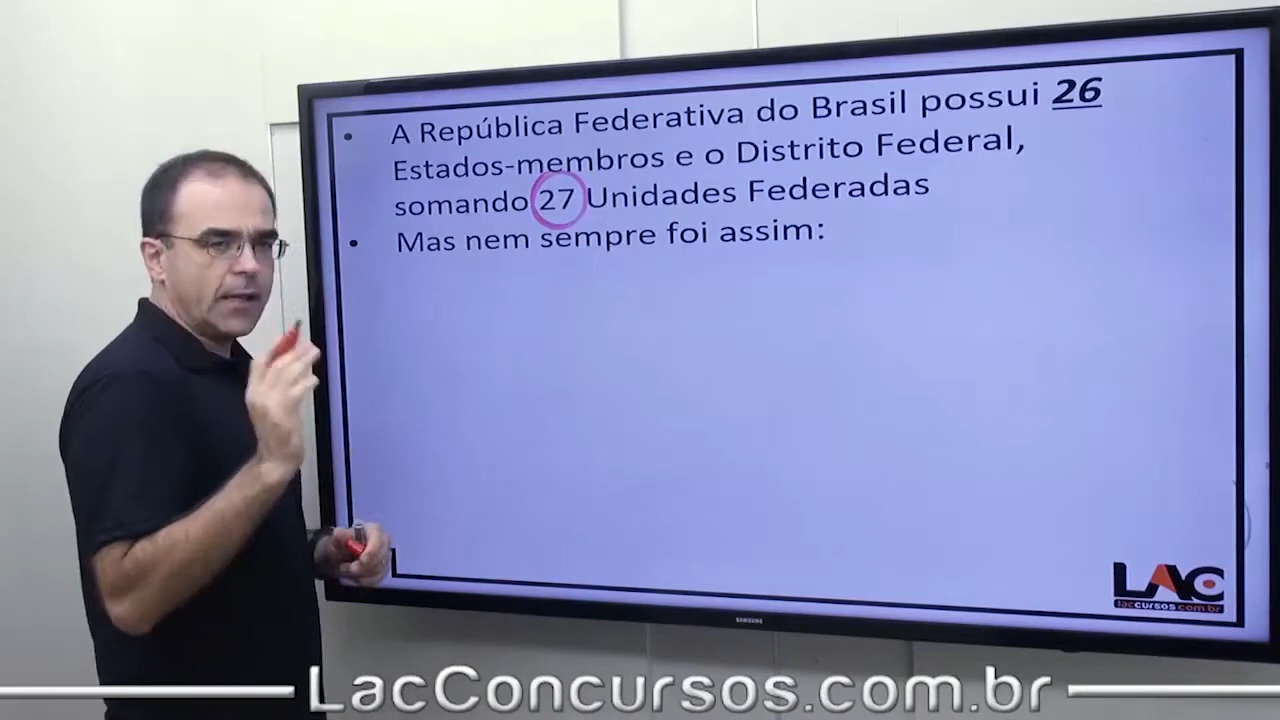 • A República Federativa do Brasil possui 26
Estados-membros e o Distrito Federal,
somando 27 Unidades Federadas
• Mas nem sempre foi assim:
LAC
laccursos.com.br
SAMSUNG
LacConcursos.com.br